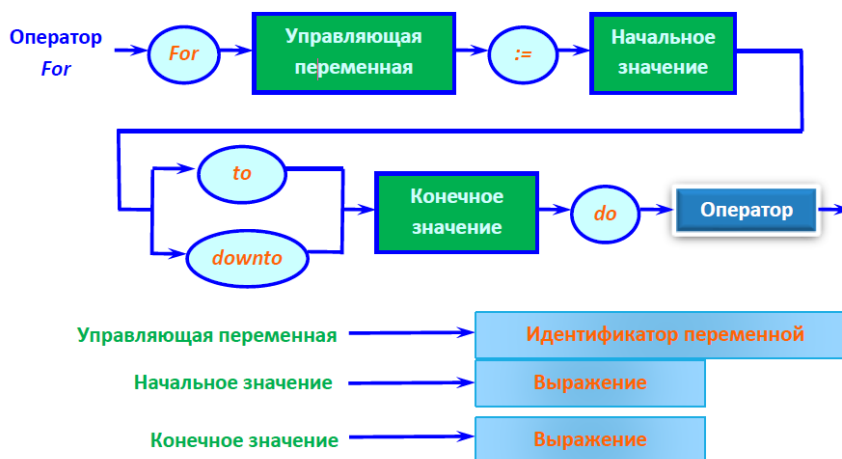 Оператор
For
For
Управляющая
переменная
:=
Начальное
значение
to
downto
Конечное
значение
do
Оператор
Управляющая переменная
Идентификатор переменной
Начальное значение
Выражение
Конечное значение
Выражение